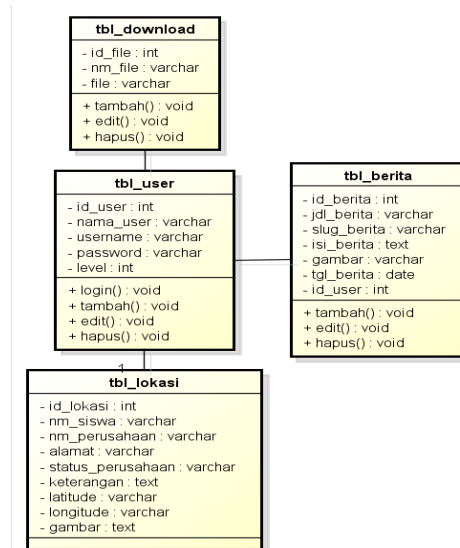 tbl_download
- id_file : int
- nm_file : varchar
- file : varchar
+ tambah() : void
+ edit() : void
+ hapus() : void
tbl_user
- id_user : int
- nama_user : varchar
- username : varchar
- password : varchar
- level : int
+ login() : void
+ tambah() : void
+ edit() : void
+ hapus() : void
tbl_berita
- id_berita : int
- jdl_berita : varchar
- slug_berita : varchar
- isi_berita : text
- gambar : varchar
- tgl_berita : date
- id_user : int
+ tambah() : void
+ edit() : void
+ hapus() : void
1
tbl_lokasi
- id_lokasi : int
- nm_siswa : varchar
- nm_perusahaan : varchar
- alamat : varchar
- status_perusahaan : varchar
- keterangan : text
- latitude : varchar
- longitude : varchar
- gambar : text